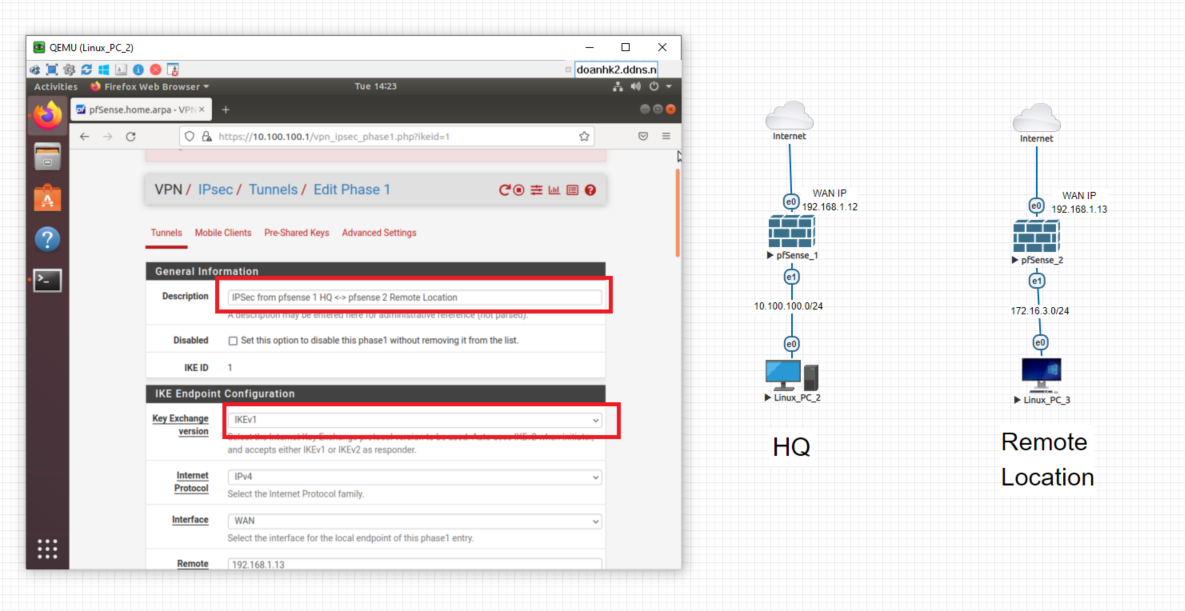 QEMU (Linux_PC_2)
doanhk2.ddns.n
Activities Firefox Web Browser Tue 14:23
pfSense.home.arpa - VPN
https://10.100.100.1/vpn_ipsec_phase1.php?ikeid=1
VPN / IPsec / Tunnels / Edit Phase 1
Tunnels Mobile Clients Pre-Shared Keys Advanced Settings
General Information
Description IPSec from pfsense 1 HQ <-> pfsense 2 Remote Location
A description may be entered here for administrative reference (not parsed).
Disabled Set this option to disable this phase1 without removing it from the list.
IKE ID 1
IKE Endpoint Configuration
Key Exchange version IKEv1
Select the Internet Key Exchange protocol version to be used. Auto uses IKEv2 when initiator,
and accepts either IKEv1 or IKEv2 as responder.
Internet Protocol IPv4
Select the Internet Protocol family.
Interface WAN
Select the interface for the local endpoint of this phase1 entry.
Remote 192.168.1.13
Internet
WAN IP
e0 192.168.1.12
pfSense_1
e1
10.100.100.0/24
e0
Linux_PC_2
HQ
Internet
WAN IP
e0 192.168.1.13
pfSense_2
e1
172.16.3.0/24
e0
Linux_PC_3
Remote
Location